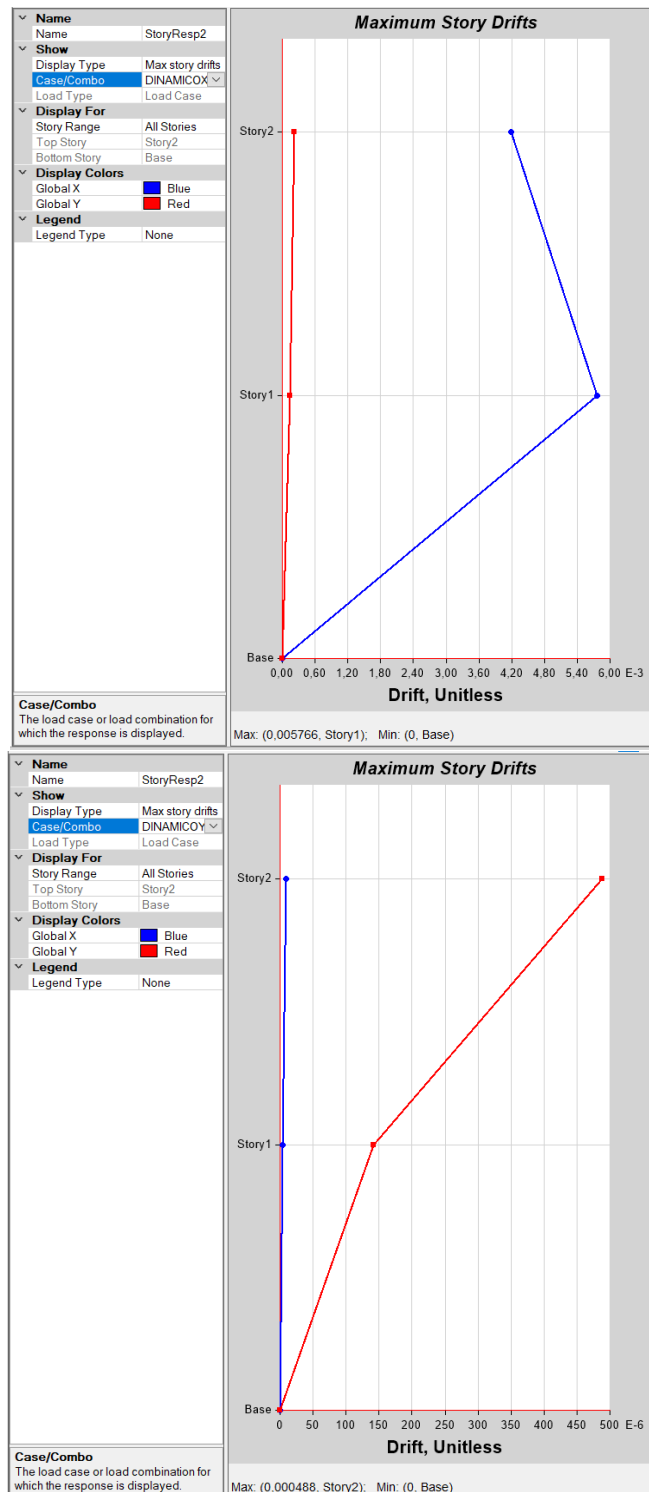 Name
Name StoryResp2
Show
Display Type Max story drifts
Case/Combo DINAMICOX
Load Type Load Case
Display For
Story Range All Stories
Top Story Story2
Bottom Story Base
Display Colors
Global X Blue
Global Y Red
Legend
Legend Type None
Case/Combo
The load case or load combination for
which the response is displayed.
Maximum Story Drifts
Story2
Story1
Base
0,00 0,60 1,20 1,80 2,40 3,00 3,60 4,20 4,80 5,40 6,00 E-3
Drift, Unitless
Max: (0,005766, Story1); Min: (0, Base)
Name
Name StoryResp2
Show
Display Type Max story drifts
Case/Combo DINAMICOY
Load Type Load Case
Display For
Story Range All Stories
Top Story Story2
Bottom Story Base
Display Colors
Global X Blue
Global Y Red
Legend
Legend Type None
Case/Combo
The load case or load combination for
which the response is displayed.
Maximum Story Drifts
Story2
Story1
Base
0 50 100 150 200 250 300 350 400 450 500 E-6
Drift, Unitless
Max: (0,000488, Story2); Min: (0, Base)